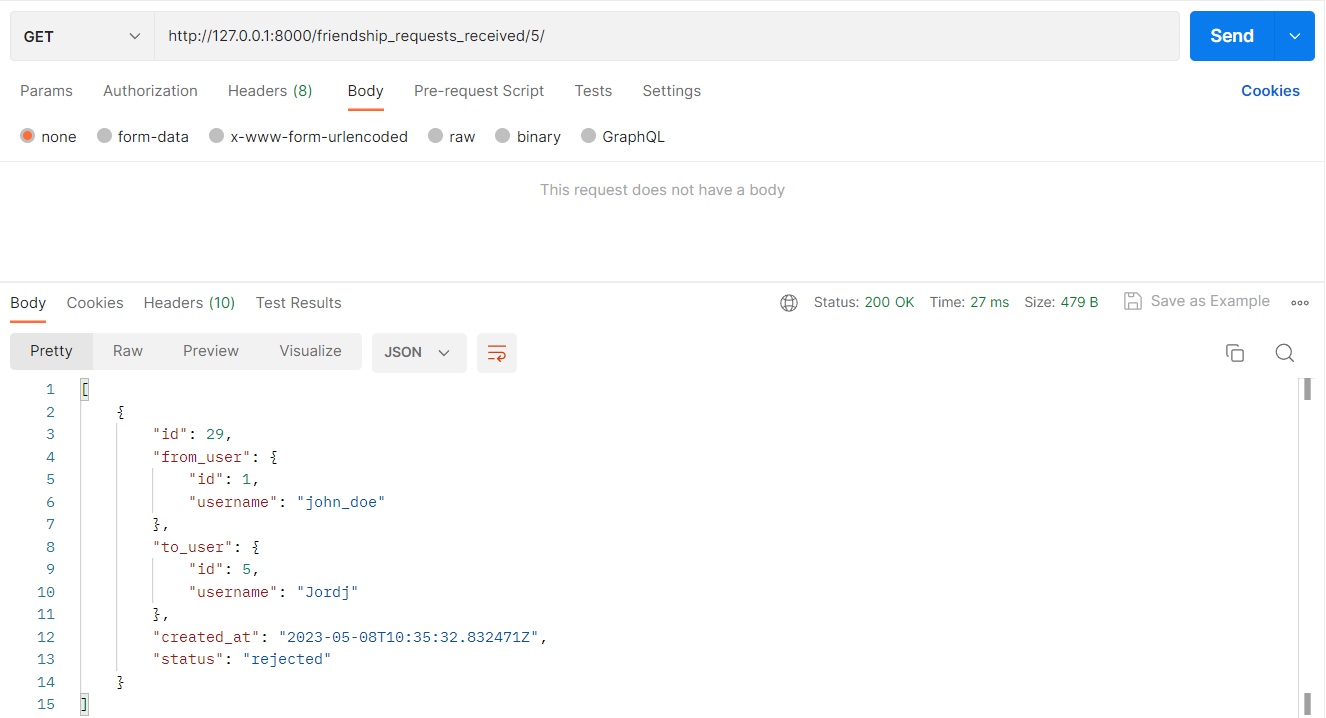 GET http://127.0.0.1:8000/friendship_requests_received/5/ Send
Params Authorization Headers (8) Body Pre-request Script Tests Settings Cookies
none form-data x-www-form-urlencoded raw binary GraphQL
This request does not have a body
Body Cookies Headers (10) Test Results Status: 200 OK Time: 27 ms Size: 479 B Save as Example
Pretty Raw Preview Visualize JSON
1 [
2 {
3 "id": 29,
4 "from_user": {
5 "id": 1,
6 "username": "john_doe"
7 },
8 "to_user": {
9 "id": 5,
10 "username": "Jordj"
11 },
12 "created_at": "2023-05-08T10:35:32.832471Z",
13 "status": "rejected"
14 }
15 ]